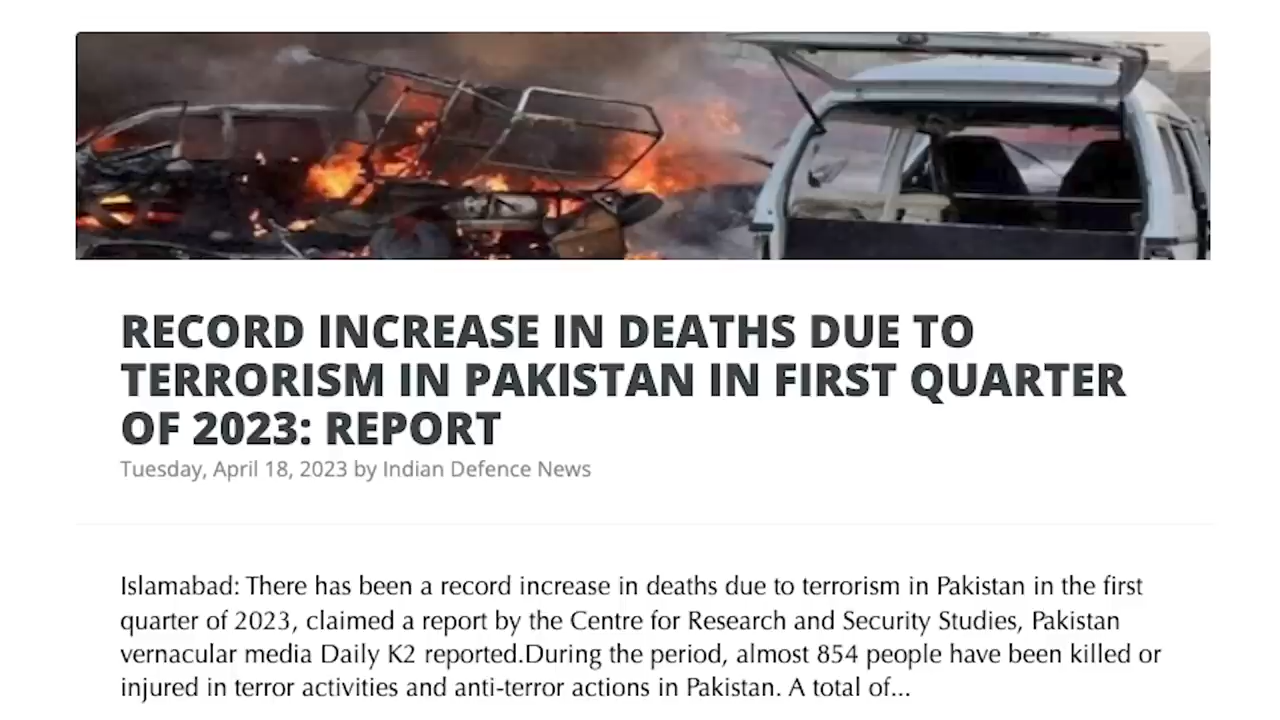 RECORD INCREASE IN DEATHS DUE TO
TERRORISM IN PAKISTAN IN FIRST QUARTER
OF 2023: REPORT
Tuesday, April 18, 2023 by Indian Defence News
Islamabad: There has been a record increase in deaths due to terrorism in Pakistan in the first
quarter of 2023, claimed a report by the Centre for Research and Security Studies, Pakistan
vernacular media Daily K2 reported.During the period, almost 854 people have been killed or
injured in terror activities and anti-terror actions in Pakistan. A total of...